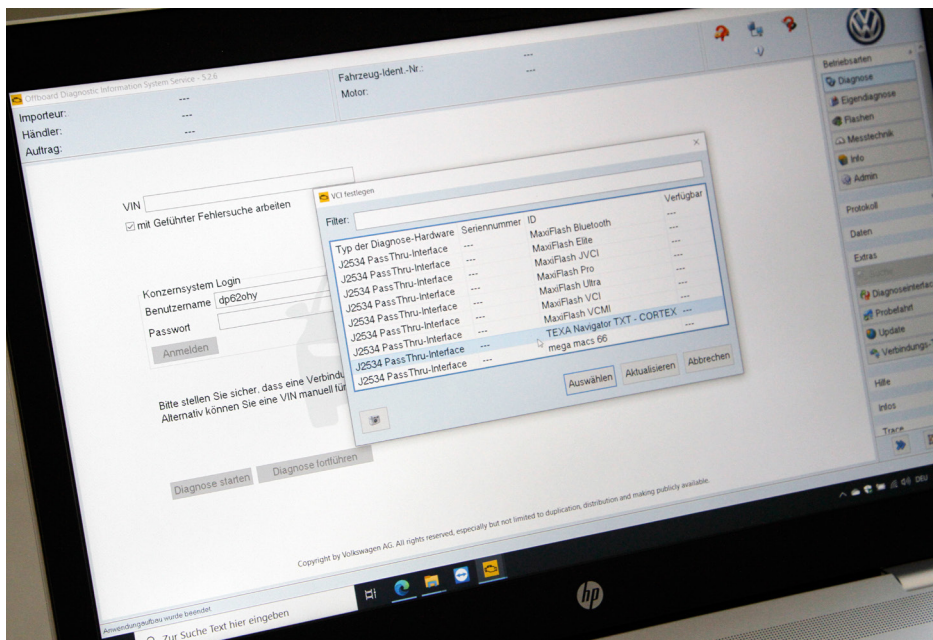 Offboard Diagnostic Information System Service - 5.2.6
Importeur: ---
Händler: ---
Auftrag: ---
Fahrzeug-Ident.-Nr.: ---
Motor: ---
VIN
mit Geführter Fehlersuche arbeiten
Konzernsystem Login
Benutzername dp62ohy
Passwort
Anmelden
Bitte stellen Sie sicher, dass eine Verbindu
Alternativ können Sie eine VIN manuell für
Diagnose starten Diagnose fortführen
VCI festlegen
Filter:
Typ der Diagnose-Hardware Seriennummer ID Verfügbar
J2534 PassThru-Interface --- MaxiFlash Bluetooth ---
J2534 PassThru-Interface --- MaxiFlash Elite ---
J2534 PassThru-Interface --- MaxiFlash JVCI ---
J2534 PassThru-Interface --- MaxiFlash Pro ---
J2534 PassThru-Interface --- MaxiFlash Ultra ---
J2534 PassThru-Interface --- MaxiFlash VCI ---
J2534 PassThru-Interface --- MaxiFlash VCMI ---
J2534 PassThru-Interface --- TEXA Navigator TXT - CORTEX ---
J2534 PassThru-Interface --- mega macs 66 ---
Auswählen Aktualisieren Abbrechen
Betriebsarten
Diagnose
Eigendiagnose
Flashen
Messtechnik
Info
Admin
Protokoll
Daten
Extras
Suche
Diagnoseinterfac
Probefahrt
Update
Verbindungs-
Hilfe
Infos
Trace
Copyright by Volkswagen AG. All rights reserved, especially but not limited to duplication, distribution and making publicly available.
Anwendungaufbau wurde beendet.
Zur Suche Text hier eingeben
DEU
hp